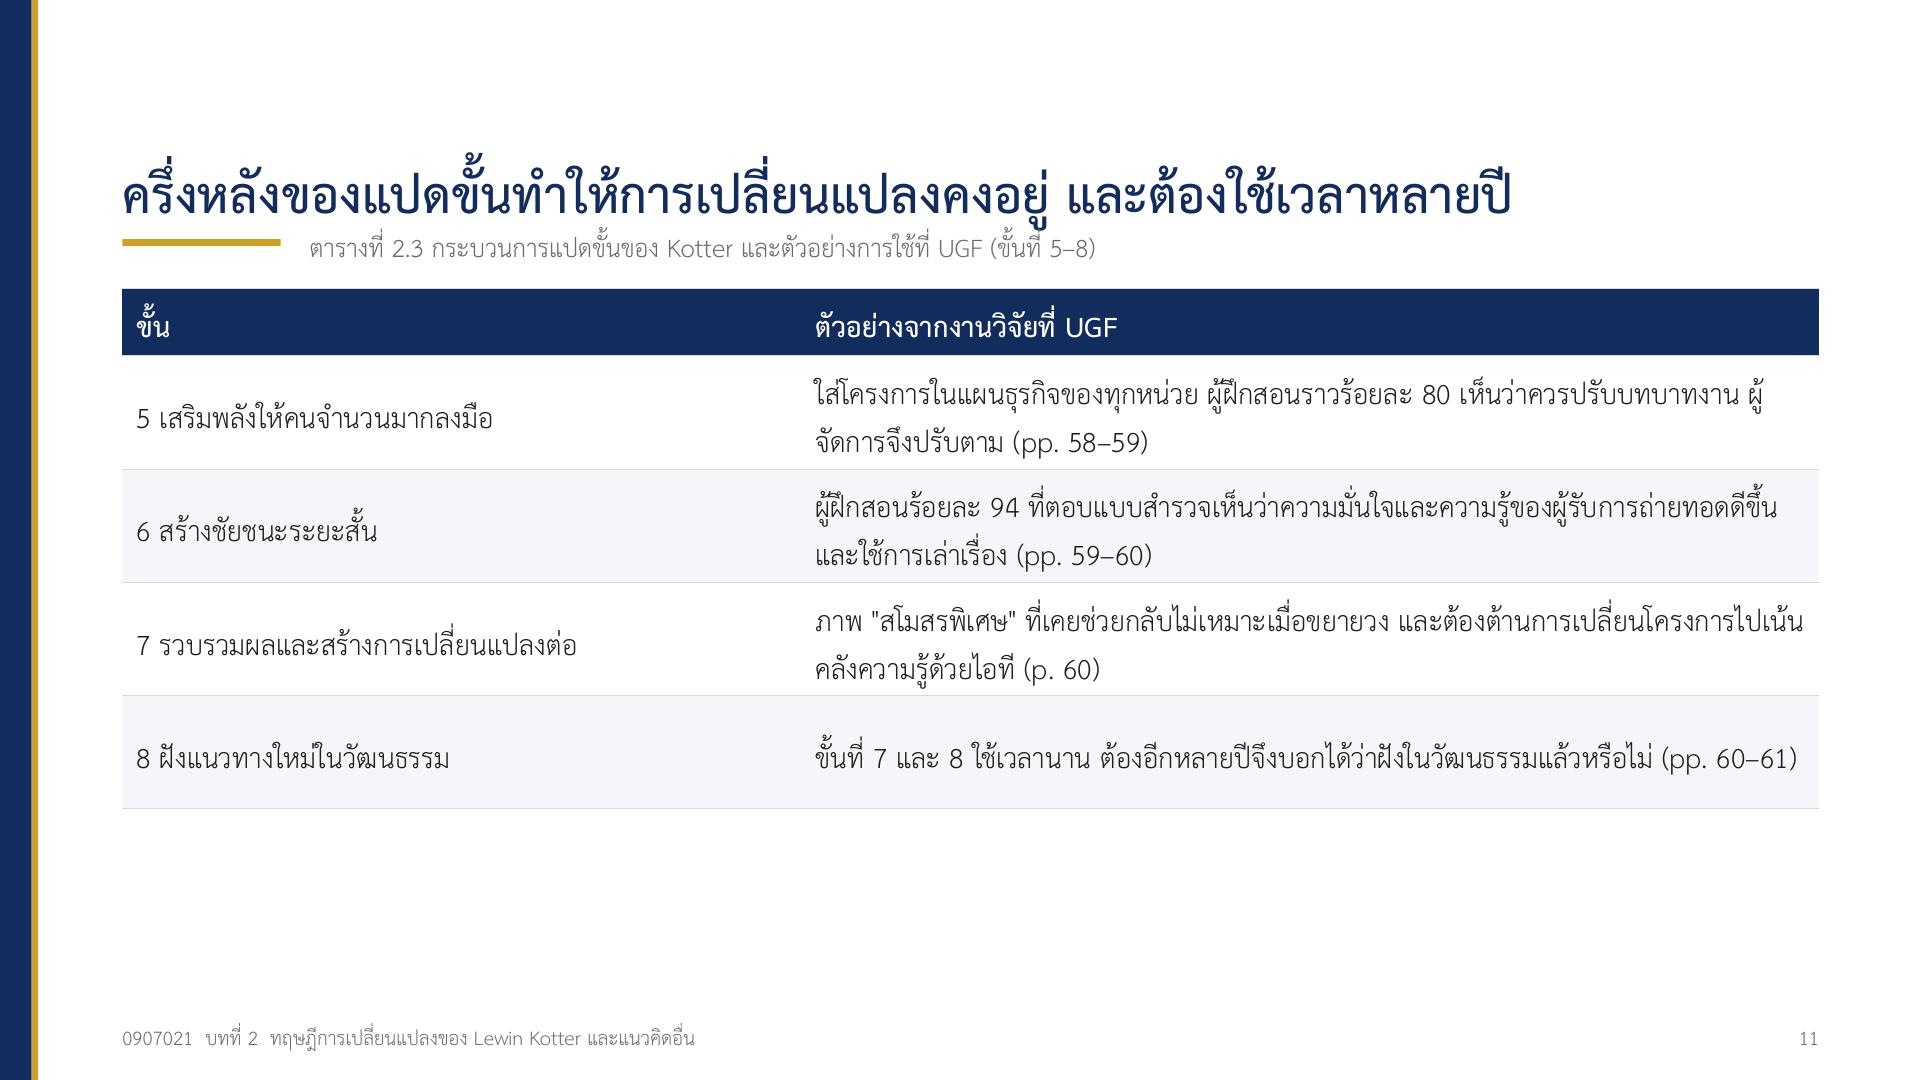 ครึ่งหลังของแปดขั้นทำให้การเปลี่ยนแปลงคงอยู่ และต้องใช้เวลาหลายปี
ตารางที่ 2.3 กระบวนการแปดขั้นของ Kotter และตัวอย่างการใช้ที่ UGF (ขั้นที่ 5–8)
ขั้น
ตัวอย่างจากงานวิจัยที่ UGF
5 เสริมพลังให้คนจำนวนมากลงมือ
ใส่โครงการในแผนธุรกิจของทุกหน่วย ผู้ฝึกสอนราวร้อยละ 80 เห็นว่าควรปรับบทบาทงาน ผู้
จัดการจึงปรับตาม (pp. 58–59)
6 สร้างชัยชนะระยะสั้น
ผู้ฝึกสอนร้อยละ 94 ที่ตอบแบบสำรวจเห็นว่าความมั่นใจและความรู้ของผู้รับการถ่ายทอดดีขึ้น
และใช้การเล่าเรื่อง (pp. 59–60)
7 รวบรวมผลและสร้างการเปลี่ยนแปลงต่อ
ภาพ "สโมสรพิเศษ" ที่เคยช่วยกลับไม่เหมาะเมื่อขยายวง และต้องต้านการเปลี่ยนโครงการไปเน้น
คลังความรู้ด้วยไอที (p. 60)
8 ฝังแนวทางใหม่ในวัฒนธรรม
ขั้นที่ 7 และ 8 ใช้เวลานาน ต้องอีกหลายปีจึงบอกได้ว่าฝังในวัฒนธรรมแล้วหรือไม่ (pp. 60–61)
0907021 บทที่ 2 ทฤษฎีการเปลี่ยนแปลงของ Lewin Kotter และแนวคิดอื่น
11